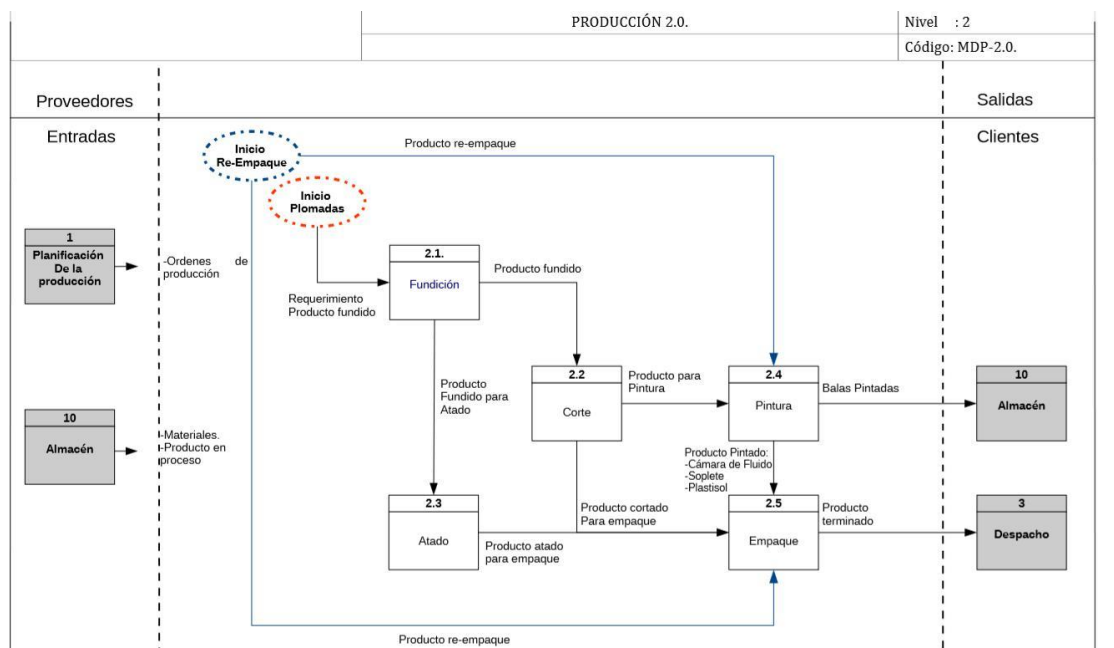 PRODUCCIÓN 2.0.
Nivel : 2
Código: MDP-2.0.
Proveedores
Salidas
Entradas
Clientes
Inicio
Re-Empaque
Producto re-empaque
Inicio
Plomadas
1
Planificación
De la
producción
-Ordenes de
producción
2.1.
Fundición
Producto fundido
Requerimiento
Producto fundido
Producto
Fundido para
Atado
2.2
Corte
Producto para
Pintura
2.4
Pintura
Balas Pintadas
10
Almacén
10
Almacén
-Materiales.
-Producto en
proceso
Producto Pintado:
-Cámara de Fluido
-Soplete
-Plastisol
2.3
Atado
Producto atado
para empaque
Producto cortado
Para empaque
2.5
Empaque
Producto
terminado
3
Despacho
Producto re-empaque